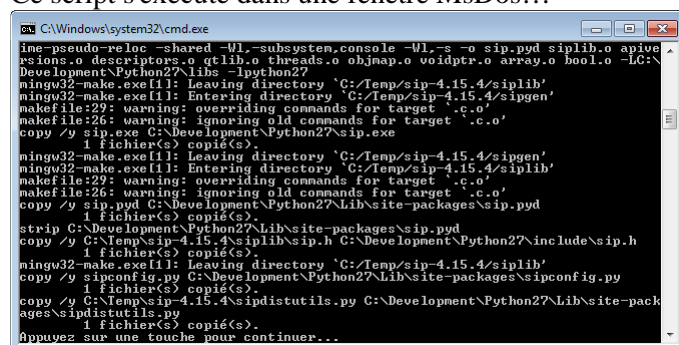 Ce script s'exécute dans une fenêtre MsDos…
C:\Windows\system32\cmd.exe
ime-pseudo-reloc -shared -Wl,-subsystem,console -Wl,-s -o sip.pyd siplib.o apive
rsions.o descriptors.o qtlib.o threads.o objmap.o voidptr.o array.o bool.o -LC:\
Development\Python27\libs -lpython27
mingw32-make.exe[1]: Leaving directory `C:/Temp/sip-4.15.4/siplib'
mingw32-make.exe[1]: Entering directory `C:/Temp/sip-4.15.4/sipgen'
makefile:29: warning: overriding commands for target `.c.o'
makefile:26: warning: ignoring old commands for target `.c.o'
copy /y sip.exe C:\Development\Python27\sip.exe
1 fichier(s) copié(s).
mingw32-make.exe[1]: Leaving directory `C:/Temp/sip-4.15.4/sipgen'
mingw32-make.exe[1]: Entering directory `C:/Temp/sip-4.15.4/siplib'
makefile:29: warning: overriding commands for target `.c.o'
makefile:26: warning: ignoring old commands for target `.c.o'
copy /y sip.pyd C:\Development\Python27\Lib\site-packages\sip.pyd
1 fichier(s) copié(s).
strip C:\Development\Python27\Lib\site-packages\sip.pyd
copy /y C:\Temp\sip-4.15.4\siplib\sip.h C:\Development\Python27\include\sip.h
1 fichier(s) copié(s).
mingw32-make.exe[1]: Leaving directory `C:/Temp/sip-4.15.4/siplib'
copy /y sipconfig.py C:\Development\Python27\Lib\site-packages\sipconfig.py
1 fichier(s) copié(s).
copy /y C:\Temp\sip-4.15.4\sipdistutils.py C:\Development\Python27\Lib\site-pack
ages\sipdistutils.py
1 fichier(s) copié(s).
Appuyez sur une touche pour continuer...